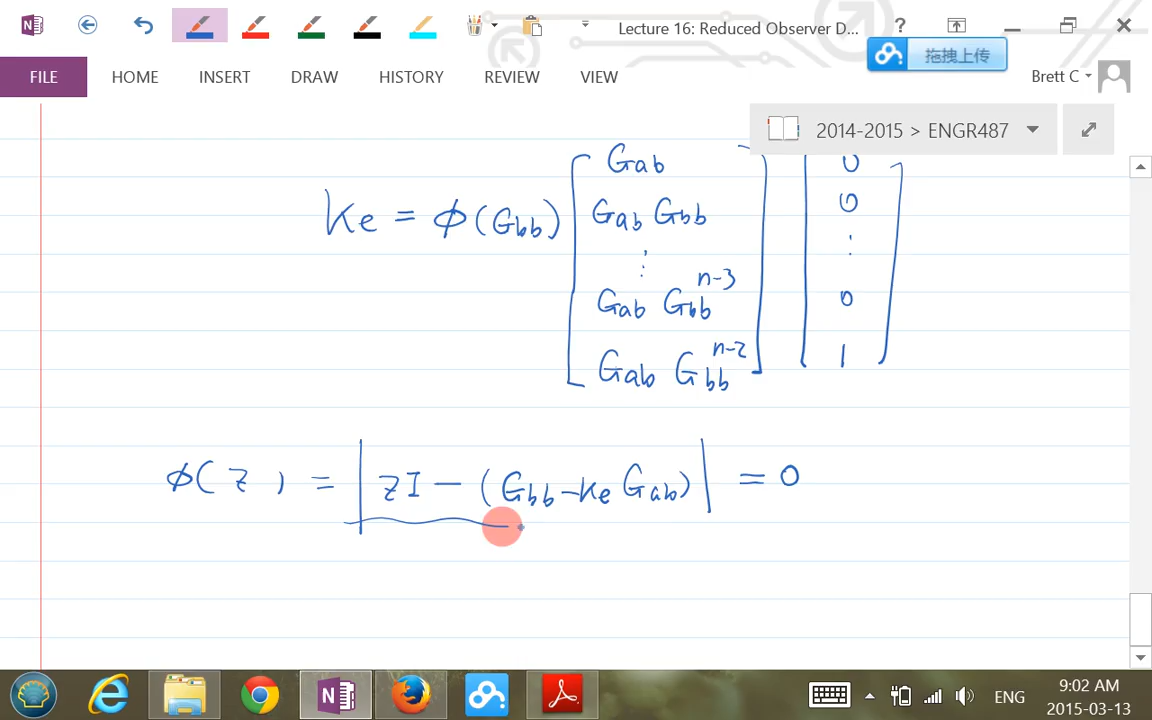 Lecture 16: Reduced Observer D...
?
拖拽上传
FILE HOME INSERT DRAW HISTORY REVIEW VIEW
Brett C
2014-2015 > ENGR487
Ke = φ(Gbb) [ Gab [ 0
Gab Gbb 0
⋮ ⋮
Gab Gbb^n-3 0
Gab Gbb^n-2 ] 1 ]
φ( z ) = | zI - (Gbb-Ke Gab) | = 0
ENG
9:02 AM
2015-03-13